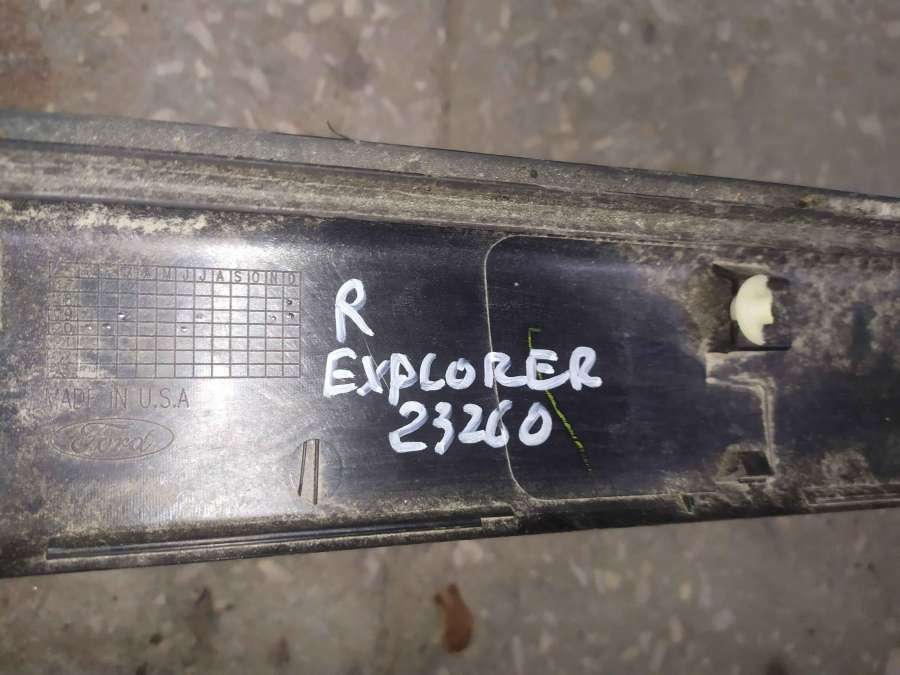 J A S O N D
R
EXPLORER
23260
MADE IN U.S.A
Ford